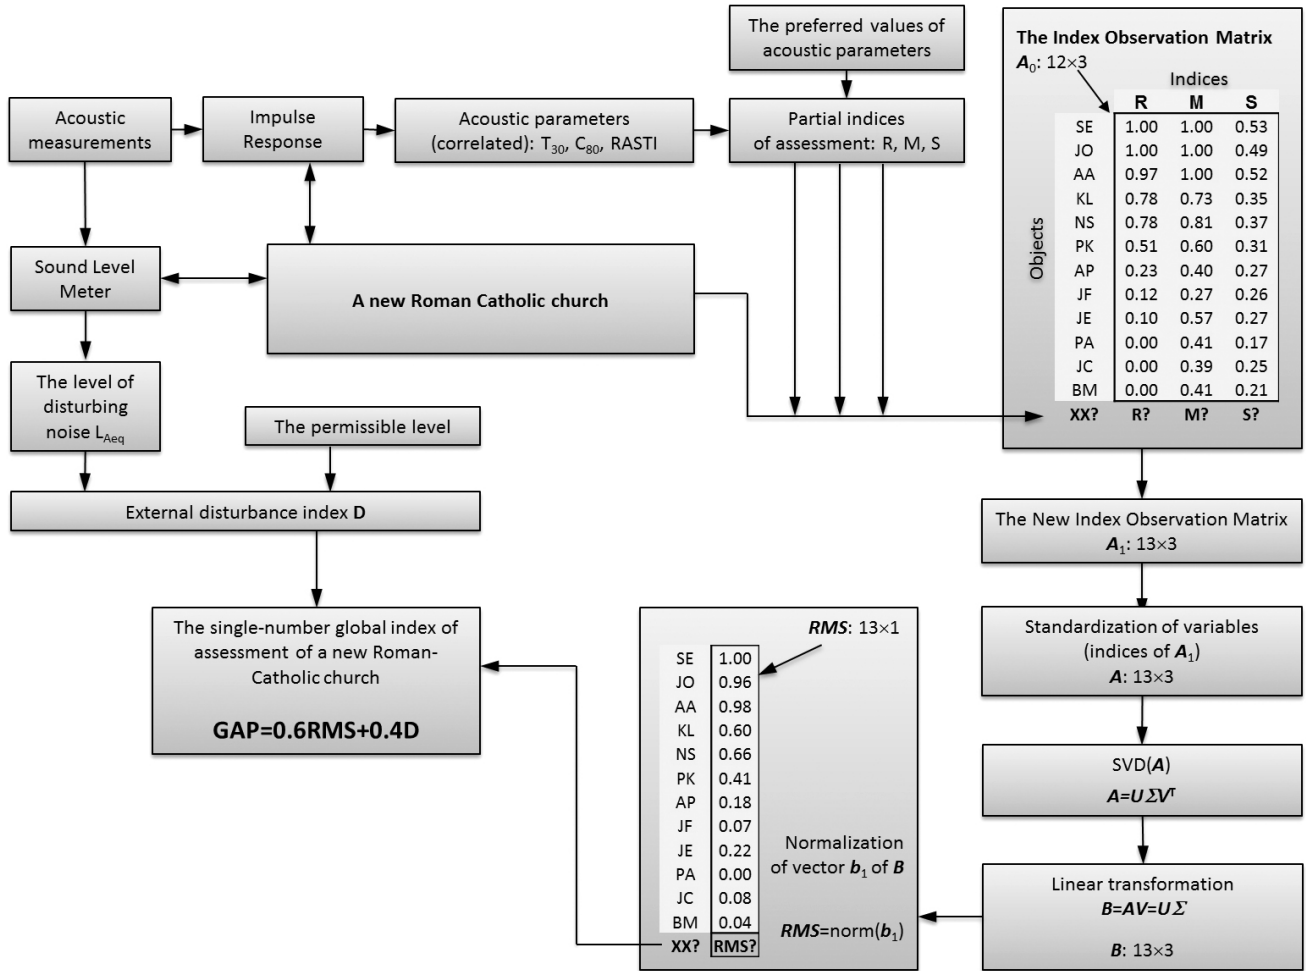 The preferred values of
acoustic parameters
Acoustic
measurements
Impulse
Response
Acoustic parameters
(correlated): T30, C80, RASTI
Partial indices
of assessment: R, M, S
Sound Level
Meter
A new Roman Catholic church
The level of
disturbing
noise LAeq
The permissible level
External disturbance index D
The single-number global index of
assessment of a new Roman-
Catholic church
GAP=0.6RMS+0.4D
The Index Observation Matrix
A0: 12×3
Indices
R M S
Objects
SE 1.00 1.00 0.53
JO 1.00 1.00 0.49
AA 0.97 1.00 0.52
KL 0.78 0.73 0.35
NS 0.78 0.81 0.37
PK 0.51 0.60 0.31
AP 0.23 0.40 0.27
JF 0.12 0.27 0.26
JE 0.10 0.57 0.27
PA 0.00 0.41 0.17
JC 0.00 0.39 0.25
BM 0.00 0.41 0.21
XX? R? M? S?
The New Index Observation Matrix
A1: 13×3
Standardization of variables
(indices of A1)
A: 13×3
SVD(A)
A=UΣVᵀ
Linear transformation
B=AV=UΣ
B: 13×3
RMS: 13×1
SE 1.00
JO 0.96
AA 0.98
KL 0.60
NS 0.66
PK 0.41
AP 0.18
JF 0.07
JE 0.22
PA 0.00
JC 0.08
BM 0.04
XX? RMS?
Normalization
of vector b1 of B
RMS=norm(b1)